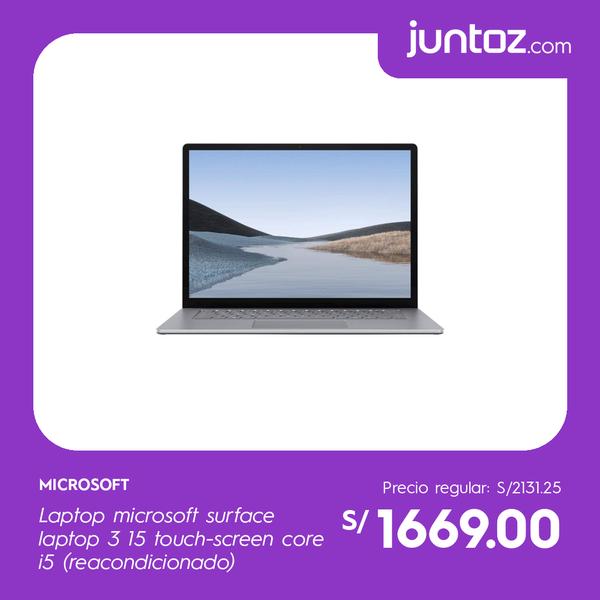 juntoz.com
MICROSOFT
Precio regular: S/2131.25
Laptop microsoft surface
laptop 3 15 touch-screen core
i5 (reacondicionado)
S/ 1669.00